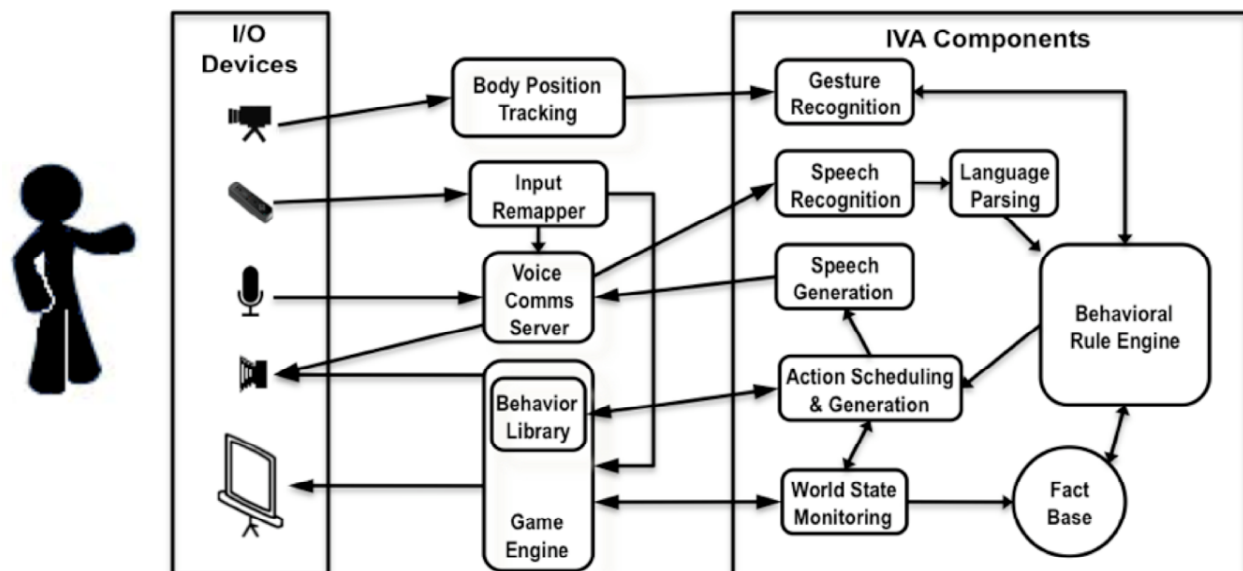 I/O
Devices
IVA Components
Body Position
Tracking
Gesture
Recognition
Input
Remapper
Speech
Recognition
Language
Parsing
Voice
Comms
Server
Speech
Generation
Behavioral
Rule Engine
Behavior
Library
Action Scheduling
& Generation
Game
Engine
World State
Monitoring
Fact
Base